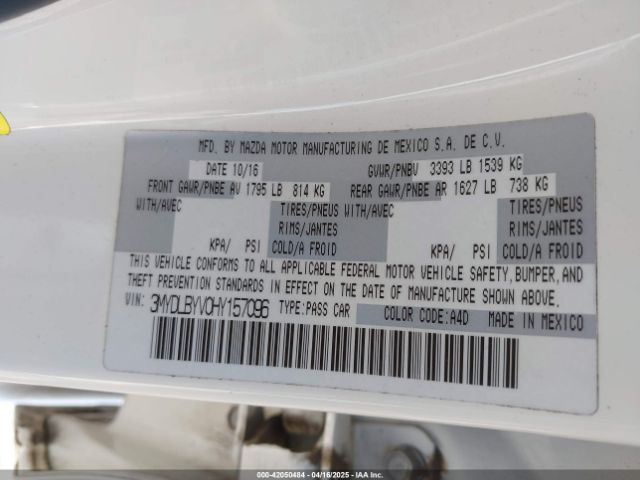 MFD. BY MAZDA MOTOR MANUFACTURING DE MEXICO S.A. DE C.V.
DATE 10/16 GVWR/PNBV 3393 LB 1539 KG
FRONT GAWR/PNBE AV 1795 LB 814 KG REAR GAWR/PNBE AR 1627 LB 738 KG
WITH/AVEC TIRES/PNEUS WITH/AVEC TIRES/PNEUS
RIMS/JANTES RIMS/JANTES
KPA/ PSI COLD/A FROID KPA/ PSI COLD/A FROID
THIS VEHICLE CONFORMS TO ALL APPLICABLE FEDERAL MOTOR VEHICLE SAFETY, BUMPER, AND
THEFT PREVENTION STANDARDS IN EFFECT ON THE DATE OF MANUFACTURE SHOWN ABOVE.
VIN: 3MYDLBYV0HY157096 TYPE:PASS CAR COLOR CODE:A4D MADE IN MEXICO
000-42050484 - 04/16/2025 - IAA Inc.